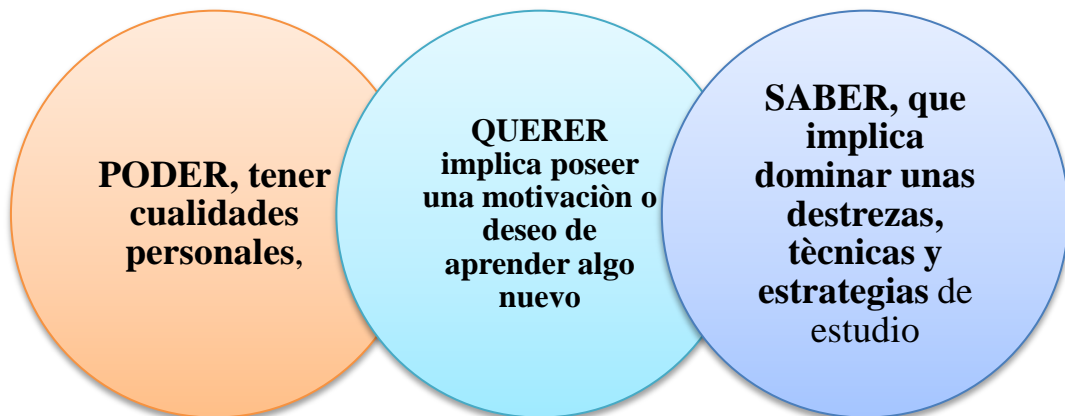 PODER, tener
cualidades
personales,
QUERER
implica poseer
una motivaciòn o
deseo de
aprender algo
nuevo
SABER, que
implica
dominar unas
destrezas,
tècnicas y
estrategias de
estudio